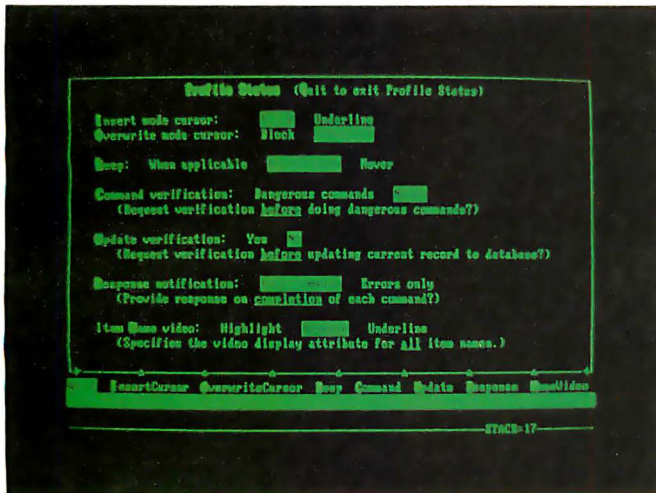 Profile Status (Quit to exit Profile Status)
Insert mode cursor: Underline
Overwrite mode cursor: Block
Beep: When applicable Never
Command verification: Dangerous commands
(Request verification before doing dangerous commands?)
Update verification: Yes
(Request verification before updating current record to database?)
Response notification: Errors only
(Provide response on completion of each command?)
Item Name video: Highlight Underline
(Specifies the video display attribute for all item names.)
InsertCursor OverwriteCursor Beep Command Update Response NameVideo
STACK=17